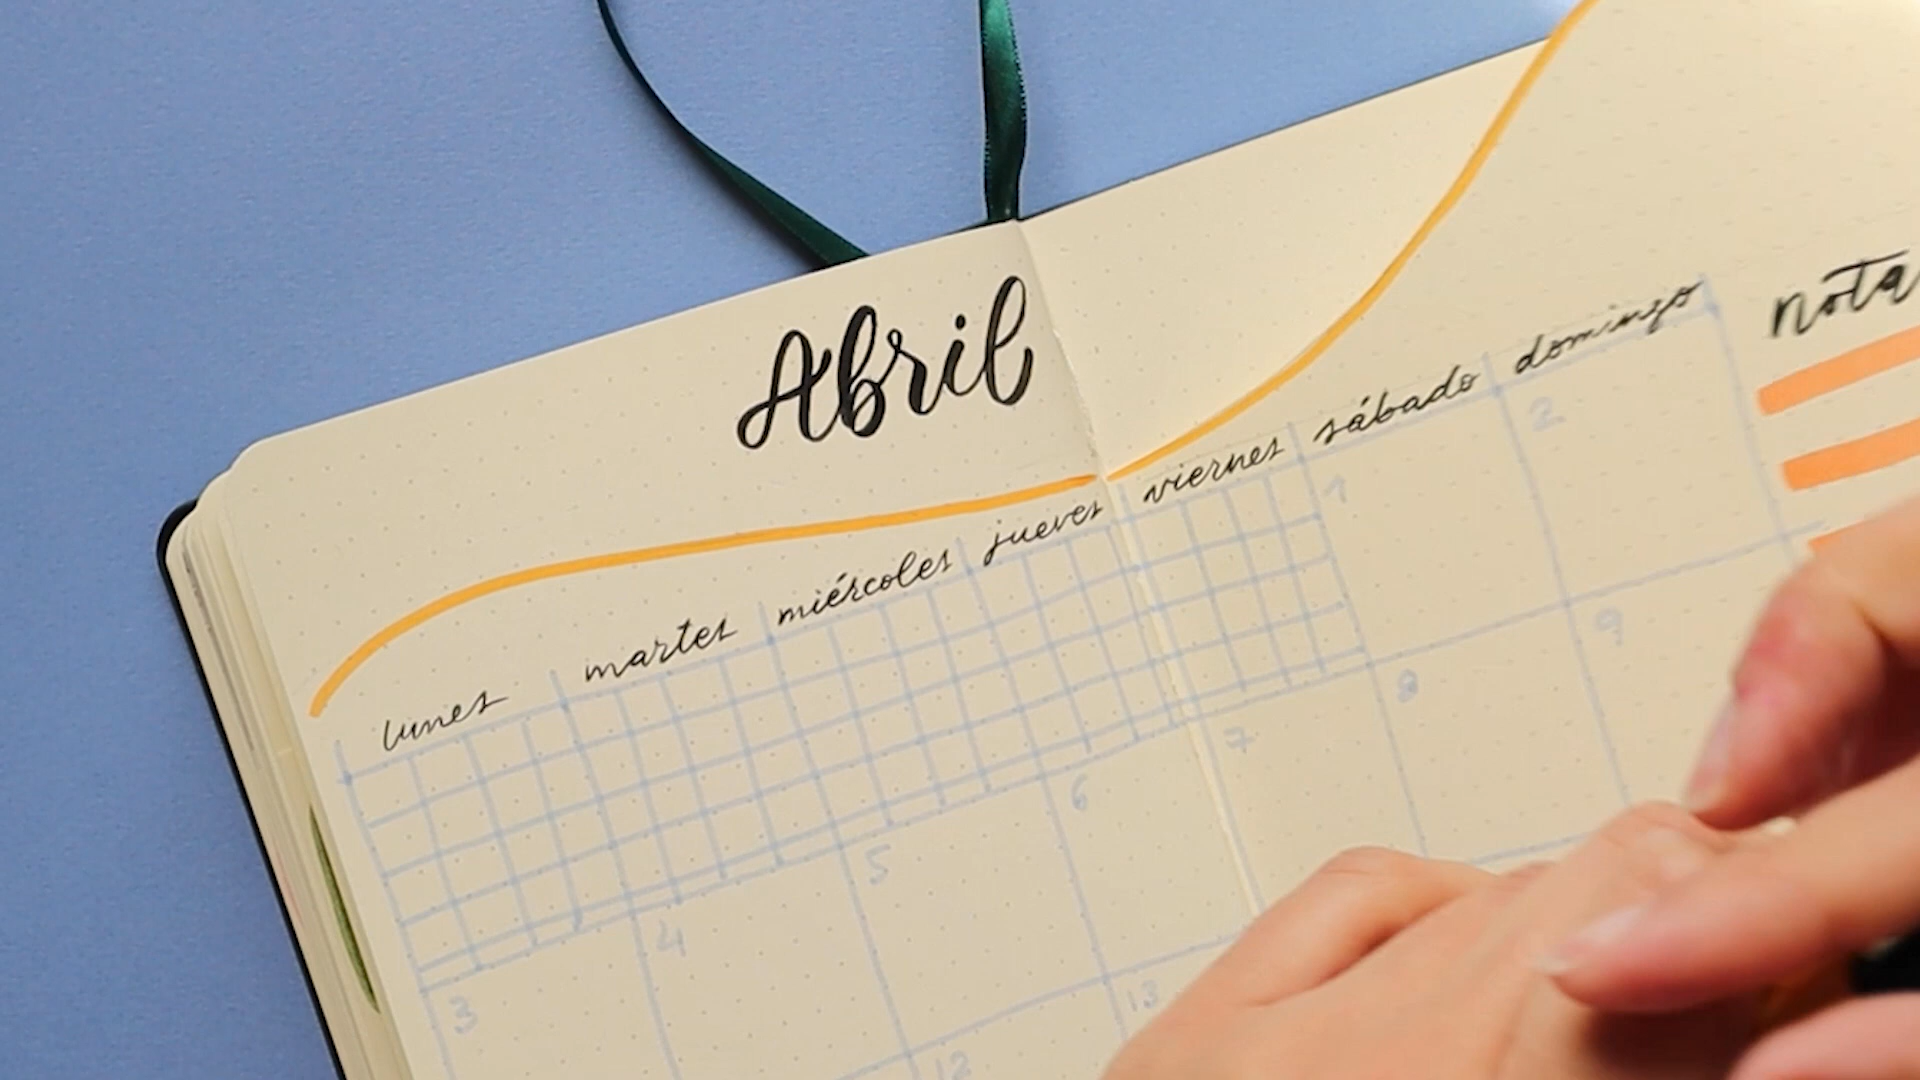 Abril
lunes martes miércoles jueves viernes sábado domingo
nota
1 2
3 4 5 6 7 8 9
12 13